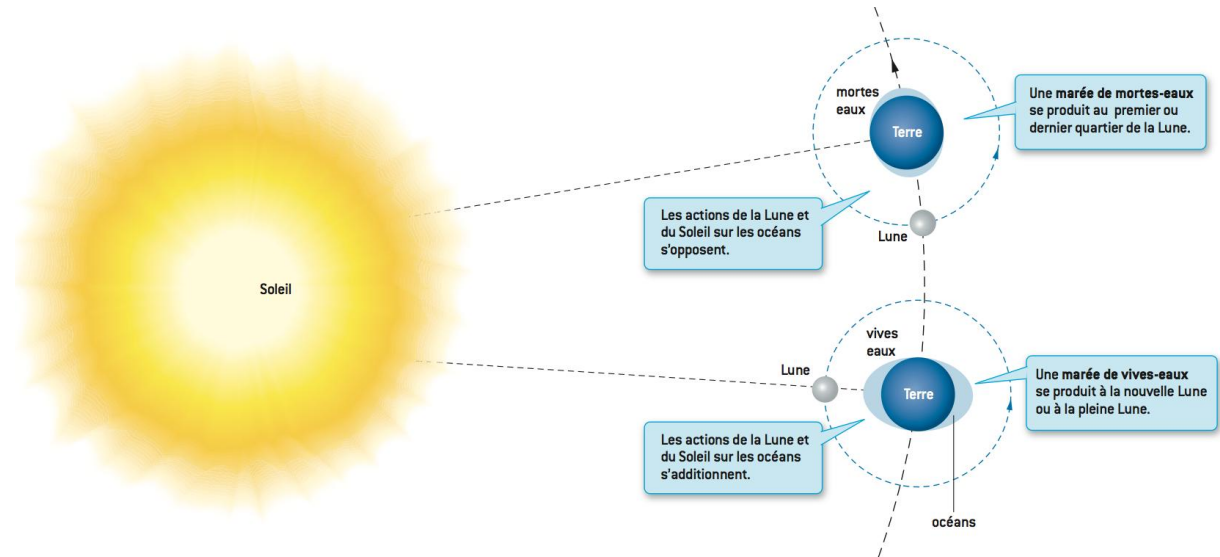 mortes
eaux
Terre
Une marée de mortes-eaux
se produit au premier ou
dernier quartier de la Lune.
Les actions de la Lune et
du Soleil sur les océans
s'opposent.
Lune
Soleil
vives
eaux
Lune
Terre
Une marée de vives-eaux
se produit à la nouvelle Lune
ou à la pleine Lune.
Les actions de la Lune et
du Soleil sur les océans
s'additionnent.
océans